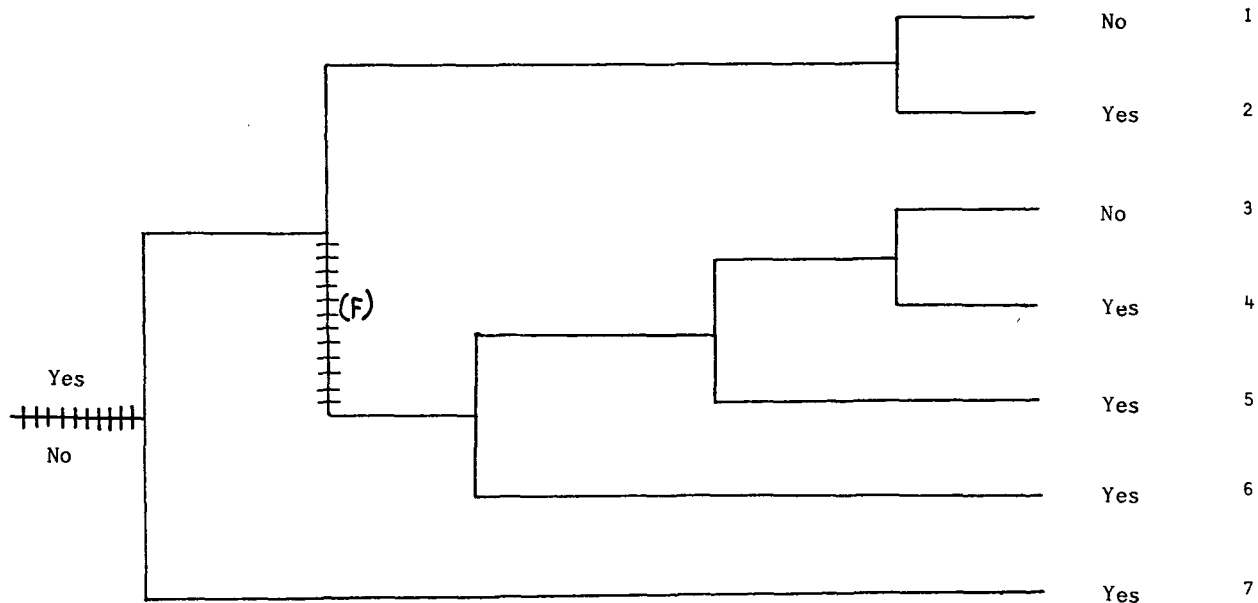 No 1
Yes 2
No 3
(F)
Yes 4
Yes
Yes 5
No
Yes 6
Yes 7